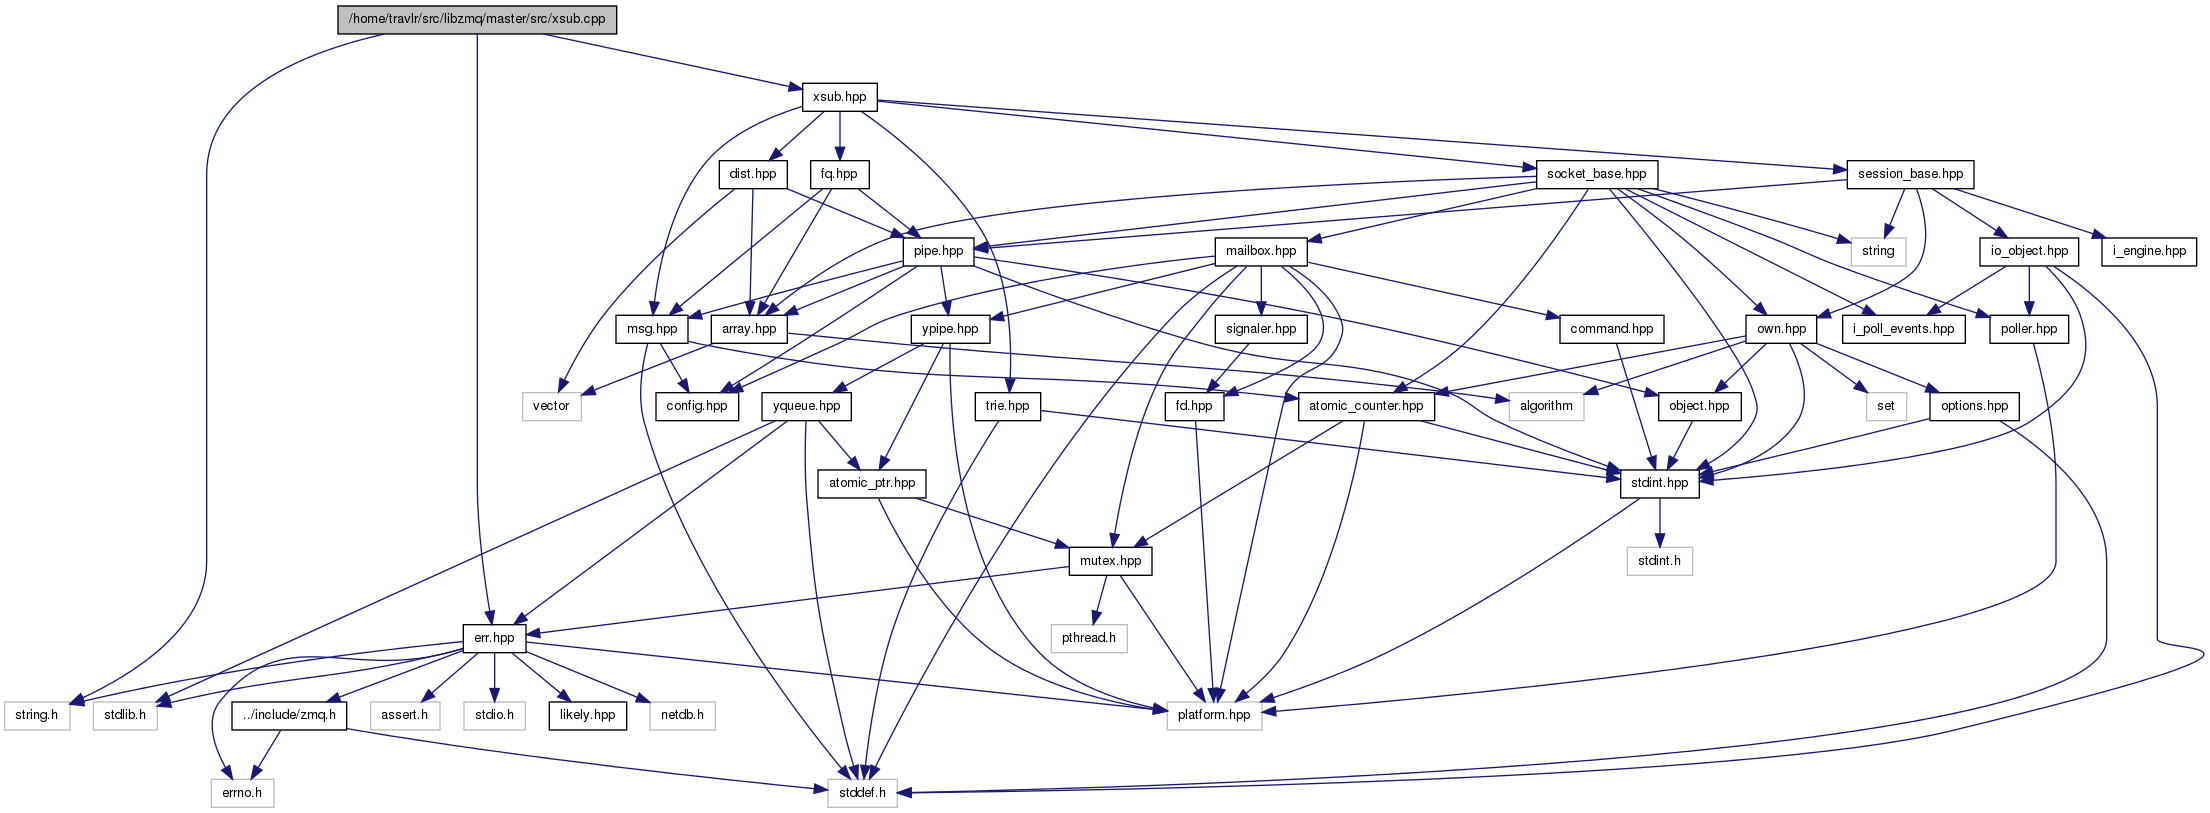 /home/travlr/src/libzmq/master/src/xsub.cpp
xsub.hpp
dist.hpp
fq.hpp
socket_base.hpp
session_base.hpp
pipe.hpp
mailbox.hpp
string
io_object.hpp
i_engine.hpp
msg.hpp
array.hpp
ypipe.hpp
signaler.hpp
command.hpp
own.hpp
i_poll_events.hpp
poller.hpp
vector
config.hpp
yqueue.hpp
trie.hpp
fd.hpp
atomic_counter.hpp
algorithm
object.hpp
set
options.hpp
atomic_ptr.hpp
stdint.hpp
mutex.hpp
stdint.h
err.hpp
pthread.h
string.h
stdlib.h
../include/zmq.h
assert.h
stdio.h
likely.hpp
netdb.h
platform.hpp
errno.h
stddef.h